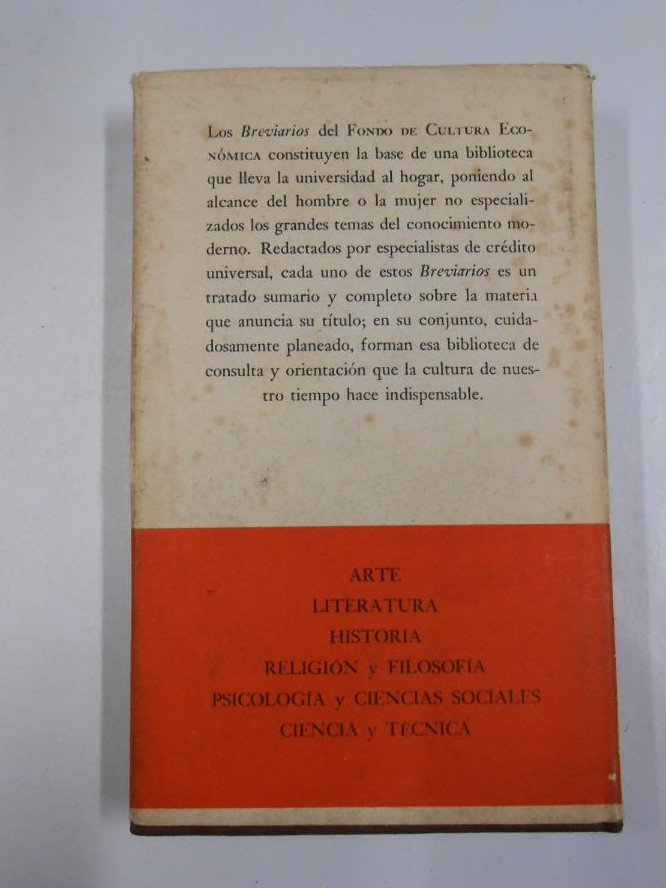 Los Breviarios del FONDO DE CULTURA ECO-
NÓMICA constituyen la base de una biblioteca
que lleva la universidad al hogar, poniendo al
alcance del hombre o la mujer no especiali-
zados los grandes temas del conocimiento mo-
derno. Redactados por especialistas de crédito
universal, cada uno de estos Breviarios es un
tratado sumario y completo sobre la materia
que anuncia su título; en su conjunto, cuida-
dosamente planeado, forman esa biblioteca de
consulta y orientación que la cultura de nues-
tro tiempo hace indispensable.
ARTE
LITERATURA
HISTORIA
RELIGIÓN y FILOSOFÍA
PSICOLOGÍA y CIENCIAS SOCIALES
CIENCIA y TÉCNICA